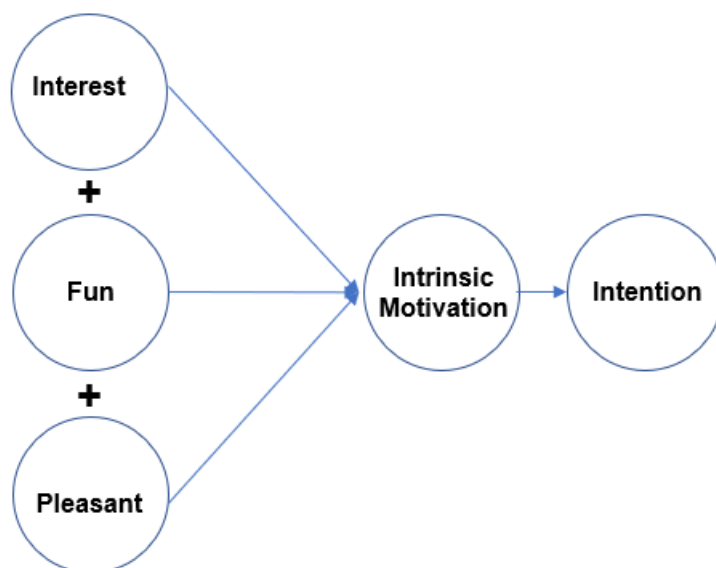 Interest
+
Fun
+
Pleasant
Intrinsic
Motivation
Intention